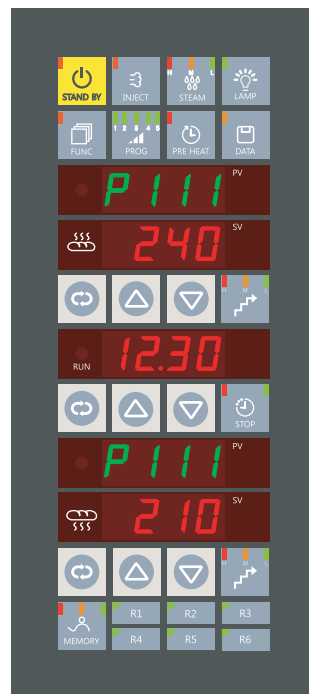 H M L
STAND BY INJECT STEAM LAMP
1 2 3 4 5
FUNC PROG PRE HEAT DATA
P111 PV
240 SV
H M L
12.30
RUN
STOP
P111 PV
210 SV
H M L
MEMORY R1 R2 R3
R4 R5 R6